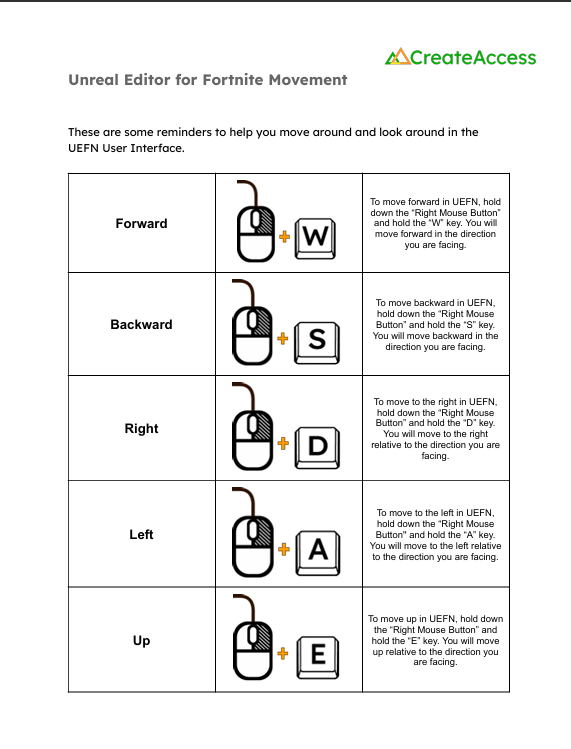 CreateAccess
Unreal Editor for Fortnite Movement
These are some reminders to help you move around and look around in the
UEFN User Interface.
Forward
W
To move forward in UEFN, hold
down the “Right Mouse Button”
and hold the “W” key. You will
move forward in the direction
you are facing.
Backward
S
To move backward in UEFN,
hold down the “Right Mouse
Button” and hold the “S” key.
You will move backward in the
direction you are facing.
Right
D
To move to the right in UEFN,
hold down the “Right Mouse
Button” and hold the “D” key.
You will move to the right
relative to the direction you are
facing.
Left
A
To move to the left in UEFN,
hold down the “Right Mouse
Button” and hold the “A” key.
You will move to the left relative
to the direction you are facing.
Up
E
To move up in UEFN, hold down
the “Right Mouse Button” and
hold the “E” key. You will move
up relative to the direction you
are facing.